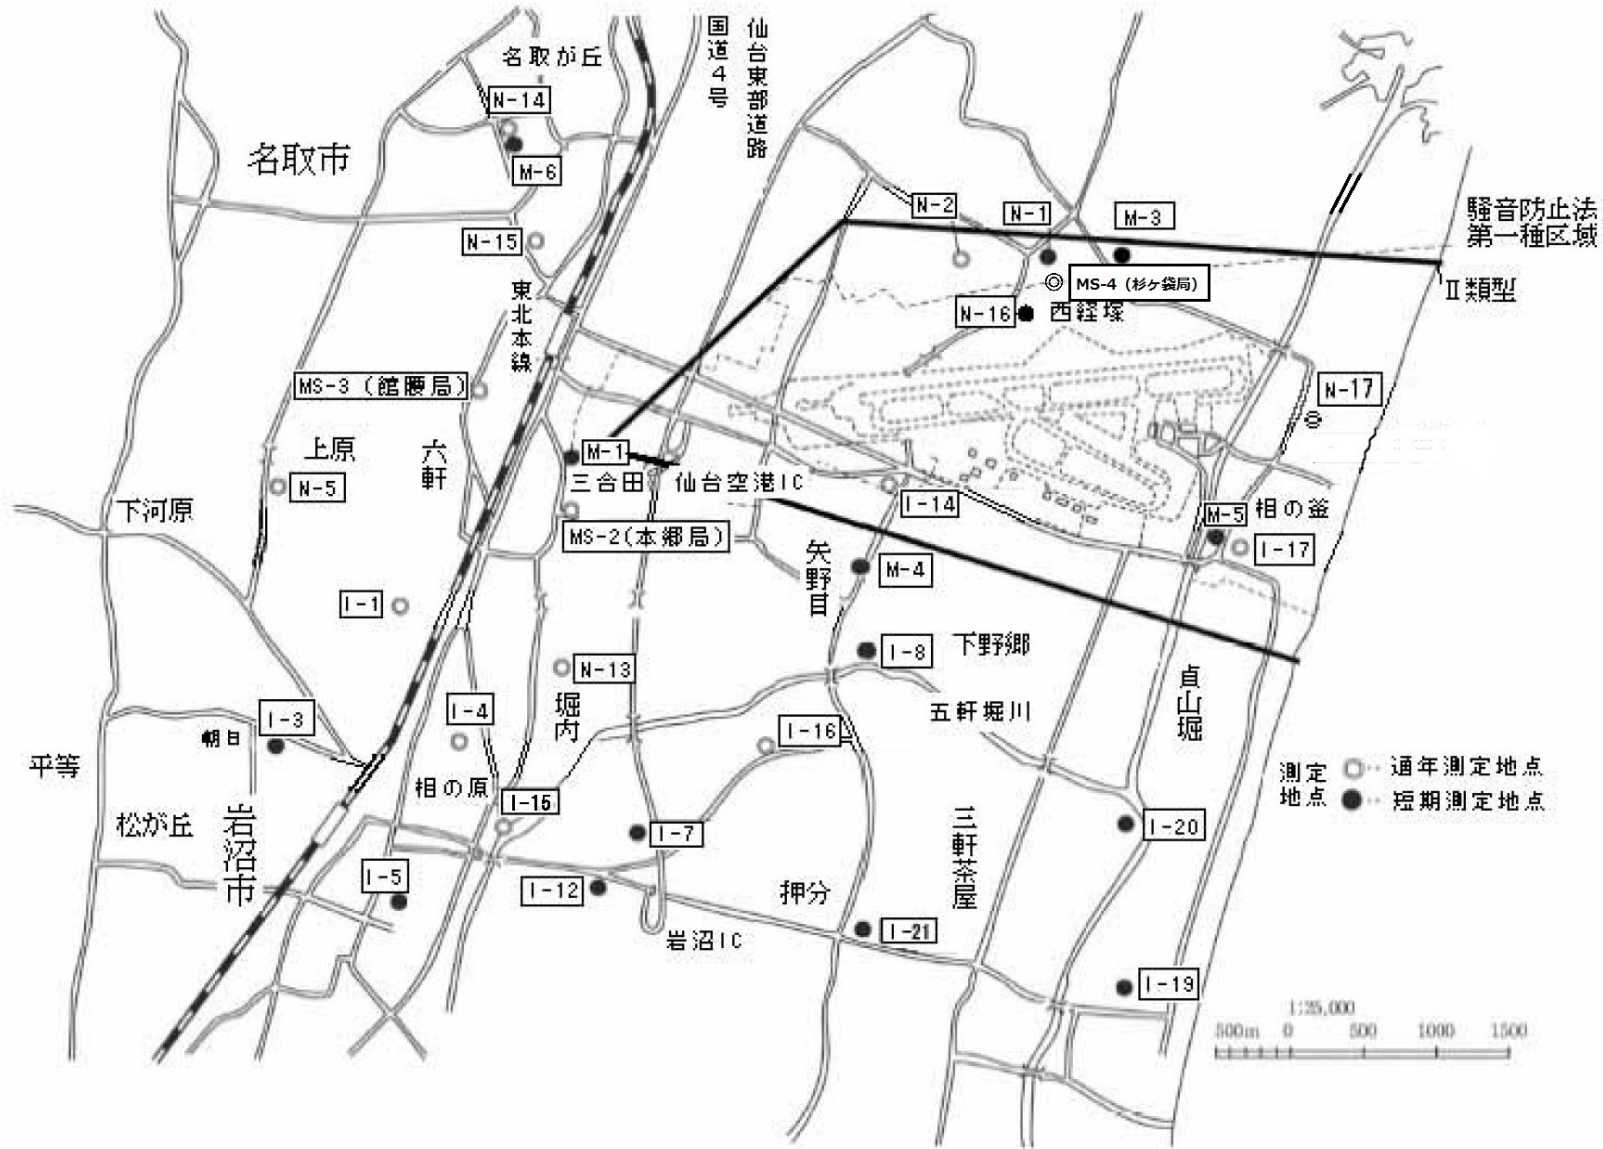 名取が丘
国道4号
仙台東部道路
N-14
名取市
M-6
N-2
N-1
M-3
騒音防止法
第一種区域
N-15
MS-4（杉ヶ袋局）
Ⅱ類型
東北本線
N-16
西経塚
MS-3（館腰局）
N-17
上原
六軒
M-1
三合田
仙台空港IC
N-5
I-14
下河原
M-5
相の釜
MS-2(本郷局)
I-17
矢野目
M-4
I-1
I-8
下野郷
N-13
貞山堀
I-3
I-4
堀内
五軒堀川
朝日
I-16
平等
測定地点
通年測定地点
短期測定地点
相の原
I-15
松が丘
岩沼市
I-7
I-20
三軒茶屋
I-5
I-12
押分
岩沼IC
I-21
I-19
1:25,000
500m 0 500 1000 1500